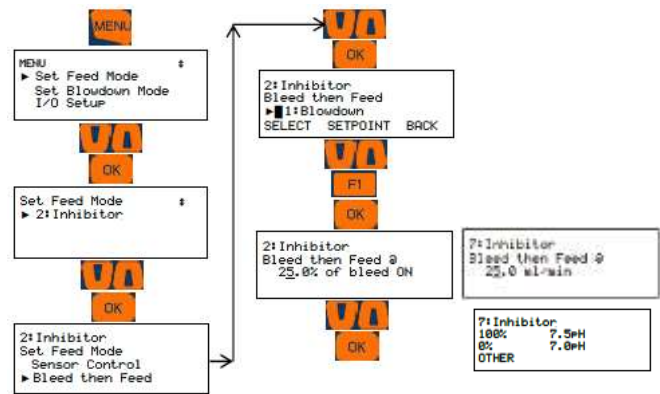 MENU
MENU
► Set Feed Mode
Set Blowdown Mode
I/O Setup
OK
Set Feed Mode
► 2:Inhibitor
OK
2:Inhibitor
Set Feed Mode
Sensor Control
►Bleed then Feed
OK
2:Inhibitor
Bleed then Feed
►█1:Blowdown
SELECT SETPOINT BACK
F1
OK
2:Inhibitor
Bleed then Feed @
25.0% of bleed ON
OK
7:Inhibitor
Bleed then Feed @
25.0 ml/min
7:Inhibitor
100% 7.5pH
0% 7.0pH
OTHER